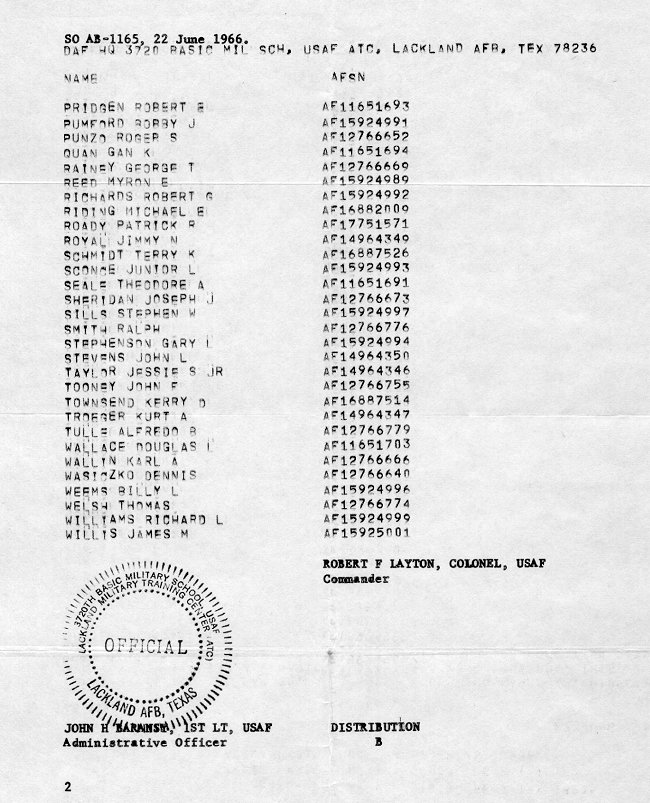 SO AB-1165, 22 June 1966.
DAF HQ 3720 BASIC MIL SCH, USAF ATC, LACKLAND AFB, TEX 78236
NAME AFSN
PRIDGEN ROBERT E AF11651693
PUMFORD BOBBY J AF15924991
PUNZO ROGER S AF12766652
QUAN GAN K AF11651694
RAINEY GEORGE T AF12766669
REED MYRON E AF15924989
RICHARDS ROBERT G AF15924992
RIDING MICHAEL E AF16882009
ROADY PATRICK R AF17751571
ROYAL JIMMY N AF14964349
SCHMIDT TERRY K AF16887526
SCONCE JUNIOR L AF15924993
SEALE THEODORE A AF11651691
SHERIDAN JOSEPH J AF12766673
SILLS STEPHEN W AF15924997
SMITH RALPH AF12766776
STEPHENSON GARY L AF15924994
STEVENS JOHN L AF14964350
TAYLOR JESSIE S JR AF14964346
TOONEY JOHN F AF12766755
TOWNSEND KERRY D AF16887514
TROEGER KURT A AF14964347
TULLE ALFREDO B AF12766779
WALLACE DOUGLAS L AF11651703
WALLIN KARL A AF12766666
WASICZKO DENNIS AF12766640
WEEMS BILLY L AF15924996
WELSH THOMAS AF12766774
WILLIAMS RICHARD L AF15924999
WILLIS JAMES M AF15925001
ROBERT F LAYTON, COLONEL, USAF
Commander
3720TH BASIC MILITARY SCHOOL, USAF
LACKLAND MILITARY TRAINING CENTER (ATC)
OFFICIAL
LACKLAND AFB, TEXAS
JOHN H 1ST LT, USAF DISTRIBUTION
Administrative Officer B
2